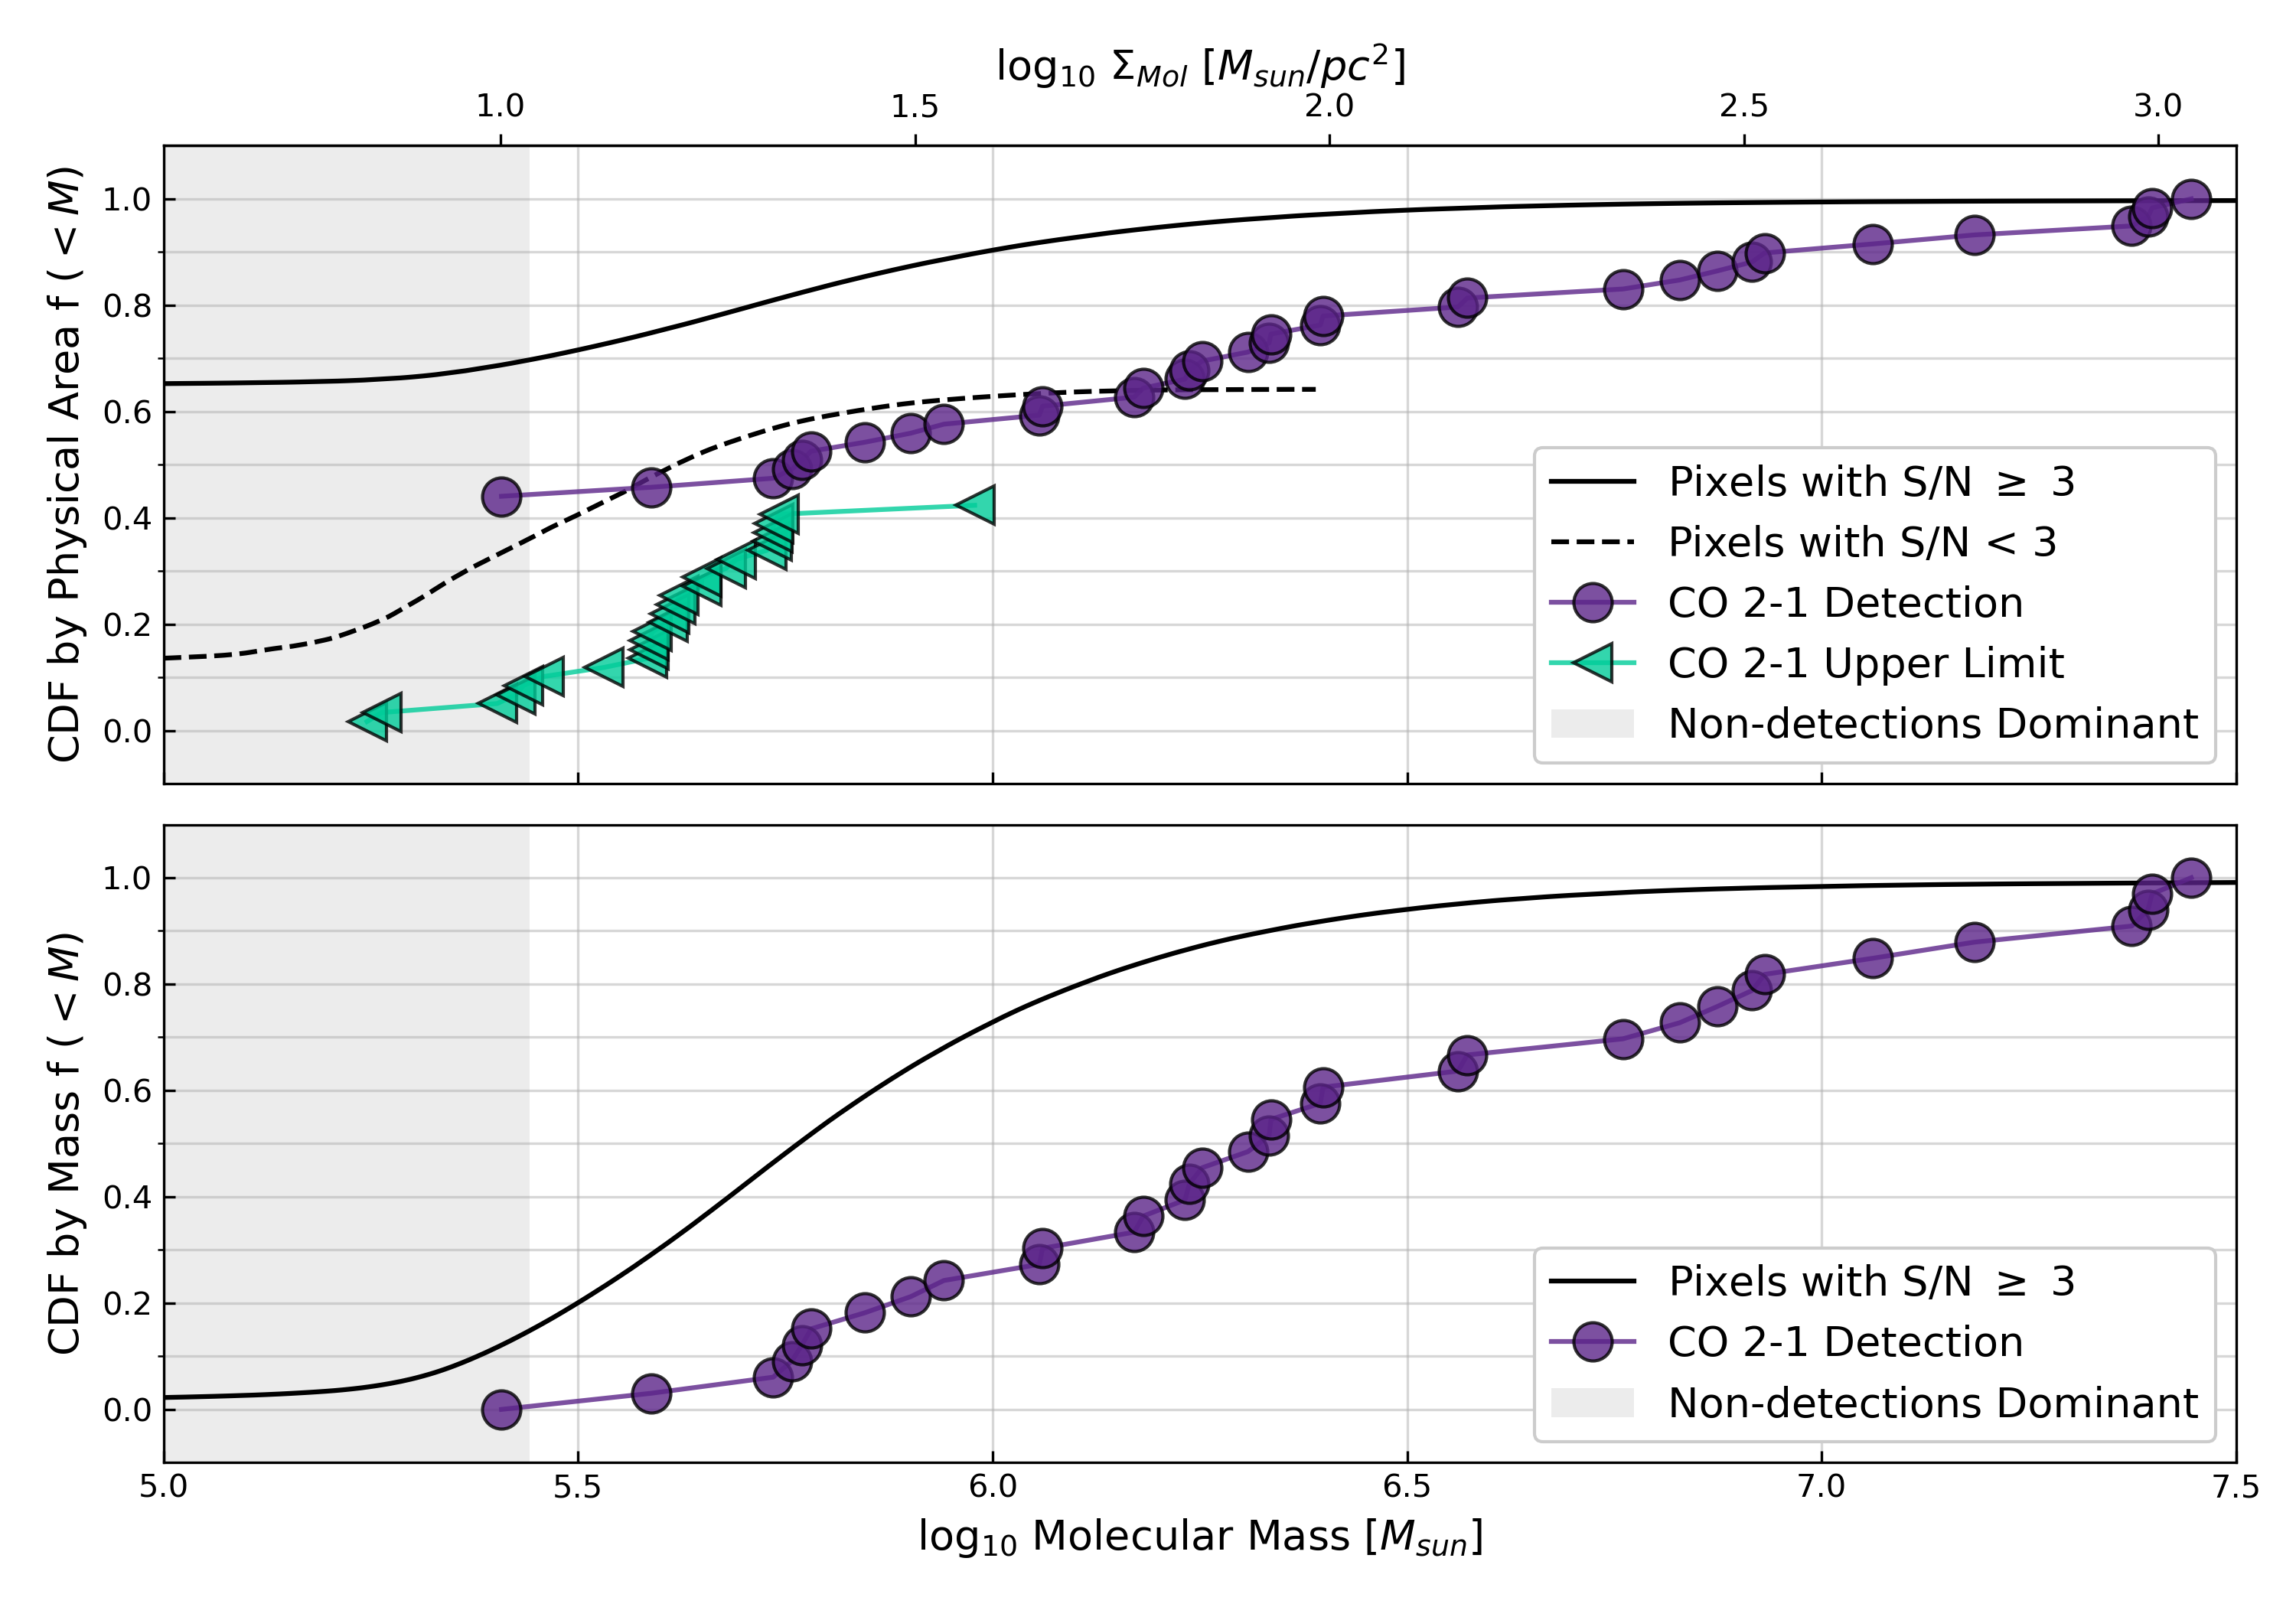 log₁₀ Σ_Mol [M_sun/pc²]
1.0 1.5 2.0 2.5 3.0
CDF by Physical Area f ( < M)
1.0
0.8
0.6
0.4
0.2
0.0
Pixels with S/N ≥ 3
Pixels with S/N < 3
CO 2-1 Detection
CO 2-1 Upper Limit
Non-detections Dominant
CDF by Mass f ( < M)
1.0
0.8
0.6
0.4
0.2
0.0
Pixels with S/N ≥ 3
CO 2-1 Detection
Non-detections Dominant
5.0 5.5 6.0 6.5 7.0 7.5
log₁₀ Molecular Mass [M_sun]